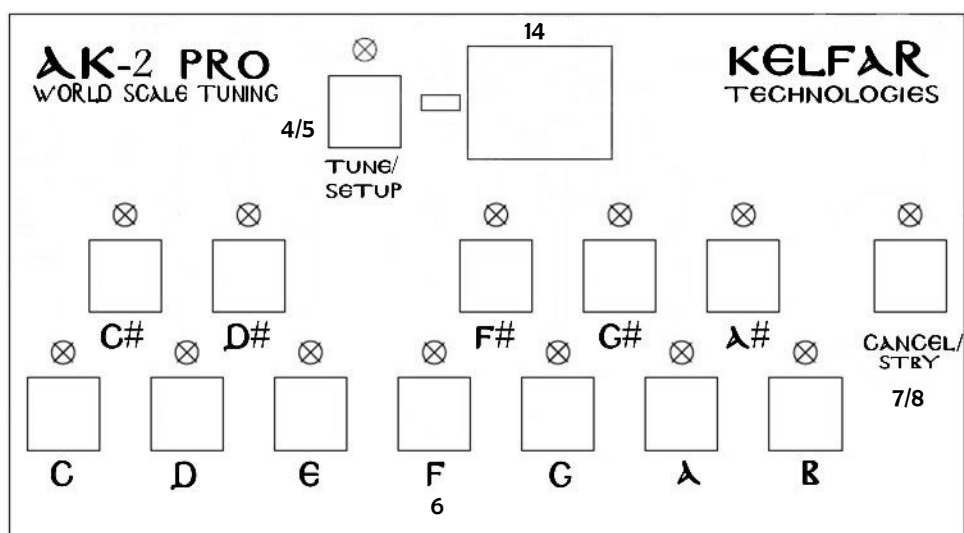 14
AK-2 PRO
WORLD SCALE TUNING
KELFAR
TECHNOLOGIES
4/5
TUNE/
SETUP
C# D# F# G# A#
CANCEL/
STBY
7/8
C D E F G A B
6